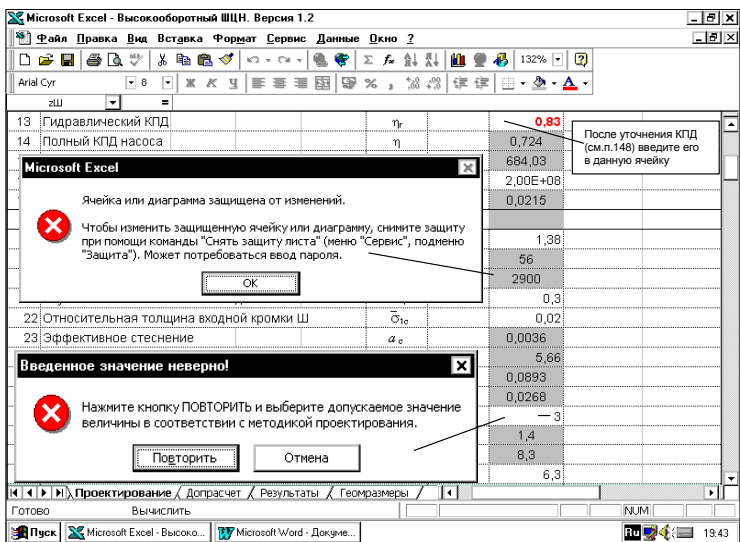 Microsoft Excel - Высокооборотный ШЦН. Версия 1.2
Файл Правка Вид Вставка Формат Сервис Данные Окно ?
132%
Arial Cyr 8 Ж К Ч
zШ =
13 Гидравлический КПД ηг 0,83
14 Полный КПД насоса η 0,724
После уточнения КПД
(см.п.148) введите его
в данную ячейку
684,03
2,00E+08
0,0215
Microsoft Excel
Ячейка или диаграмма защищена от изменений.
Чтобы изменить защищенную ячейку или диаграмму, снимите защиту
при помощи команды "Снять защиту листа" (меню "Сервис", подменю
"Защита"). Может потребоваться ввод пароля.
OK
1,38
56
2900
0,3
22 Относительная толщина входной кромки Ш 0,02
23 Эффективное стеснение 0,0036
5,66
0,0893
0,0268
3
1,4
8,3
6,3
Введенное значение неверно!
Нажмите кнопку ПОВТОРИТЬ и выберите допускаемое значение
величины в соответствии с методикой проектирования.
Повторить Отмена
Проектирование Допрасчет Результаты Геомразмеры
Готово Вычислить NUM
Пуск Microsoft Excel - Высоко... Microsoft Word - Докуме... Ru 19:43